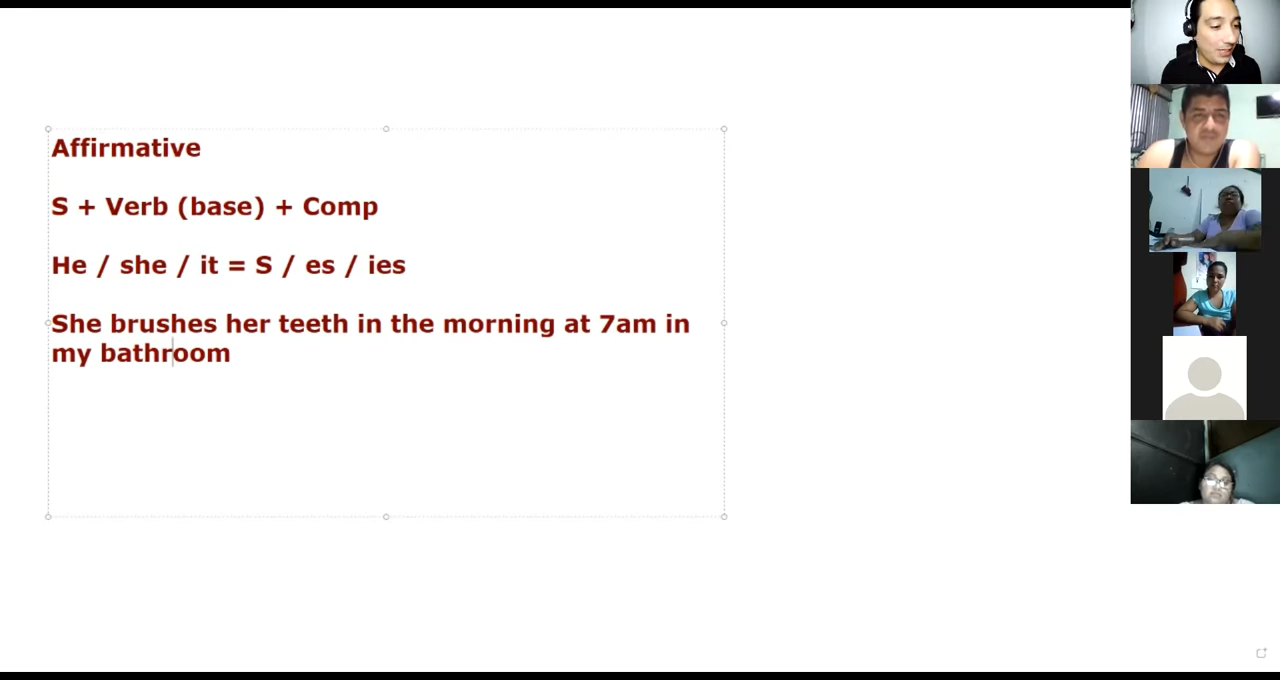 Affirmative
S + Verb (base) + Comp
He / she / it = S / es / ies
She brushes her teeth in the morning at 7am in
my bathroom